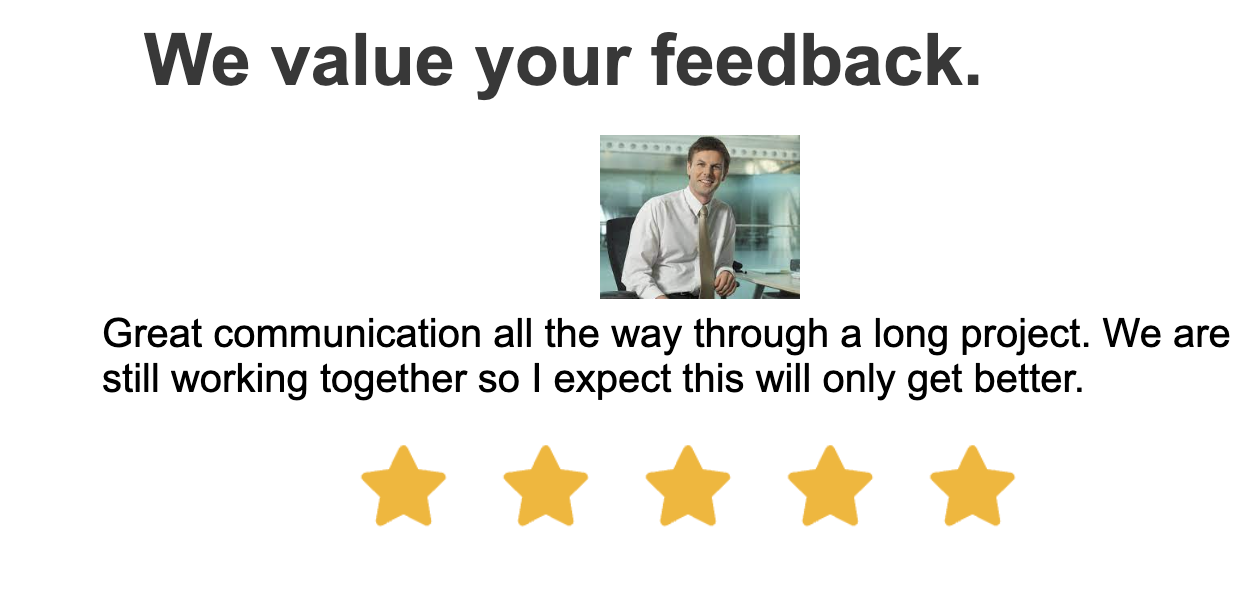 We value your feedback.
Great communication all the way through a long project. We are
still working together so I expect this will only get better.